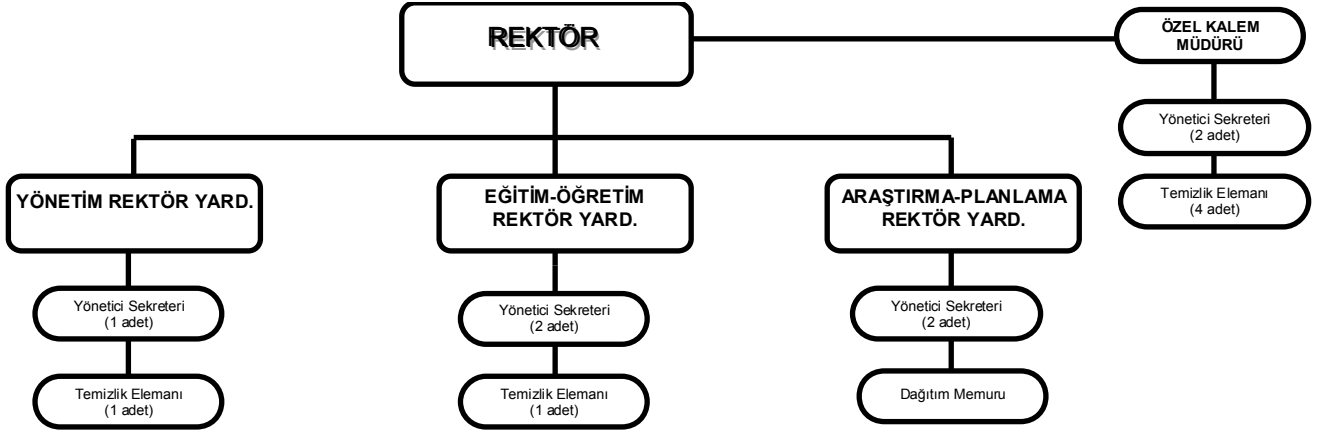 REKTÖR
ÖZEL KALEM
MÜDÜRÜ
Yönetici Sekreteri
(2 adet)
Temizlik Elemanı
(4 adet)
YÖNETİM REKTÖR YARD.
Yönetici Sekreteri
(1 adet)
Temizlik Elemanı
(1 adet)
EĞİTİM-ÖĞRETİM
REKTÖR YARD.
Yönetici Sekreteri
(2 adet)
Temizlik Elemanı
(1 adet)
ARAŞTIRMA-PLANLAMA
REKTÖR YARD.
Yönetici Sekreteri
(2 adet)
Dağıtım Memuru